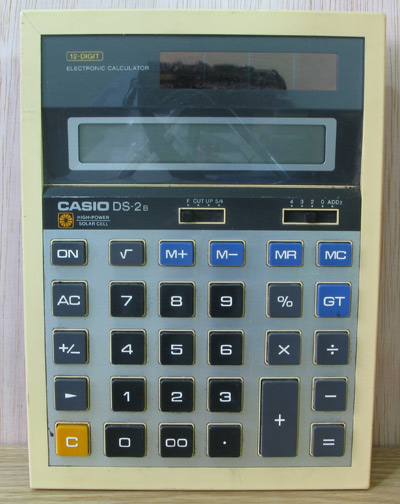 12-DIGIT
ELECTRONIC CALCULATOR
CASIO DS-2B
HIGH-POWER
SOLAR CELL
F CUT UP 5/4
4 3 2 0 ADD2
ON √ M+ M− MR MC
AC 7 8 9 % GT
+/− 4 5 6 × ÷
► 1 2 3 + −
C 0 00 · =